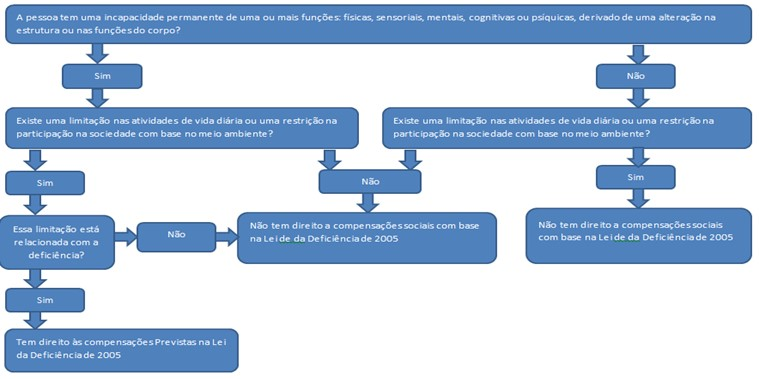 A pessoa tem uma incapacidade permanente de uma ou mais funções: físicas, sensoriais, mentais, cognitivas ou psíquicas, derivado de uma alteração na
estrutura ou nas funções do corpo?
Sim
Não
Existe uma limitação nas atividades de vida diária ou uma restrição na
participação na sociedade com base no meio ambiente?
Existe uma limitação nas atividades de vida diária ou uma restrição na
participação na sociedade com base no meio ambiente?
Sim
Não
Sim
Essa limitação está
relacionada com a
deficiência?
Não
Não tem direito a compensações sociais com base
na Lei de da Deficiência de 2005
Não tem direito a compensações sociais
com base na Lei de da Deficiência de 2005
Sim
Tem direito às compensações Previstas na Lei
da Deficiência de 2005